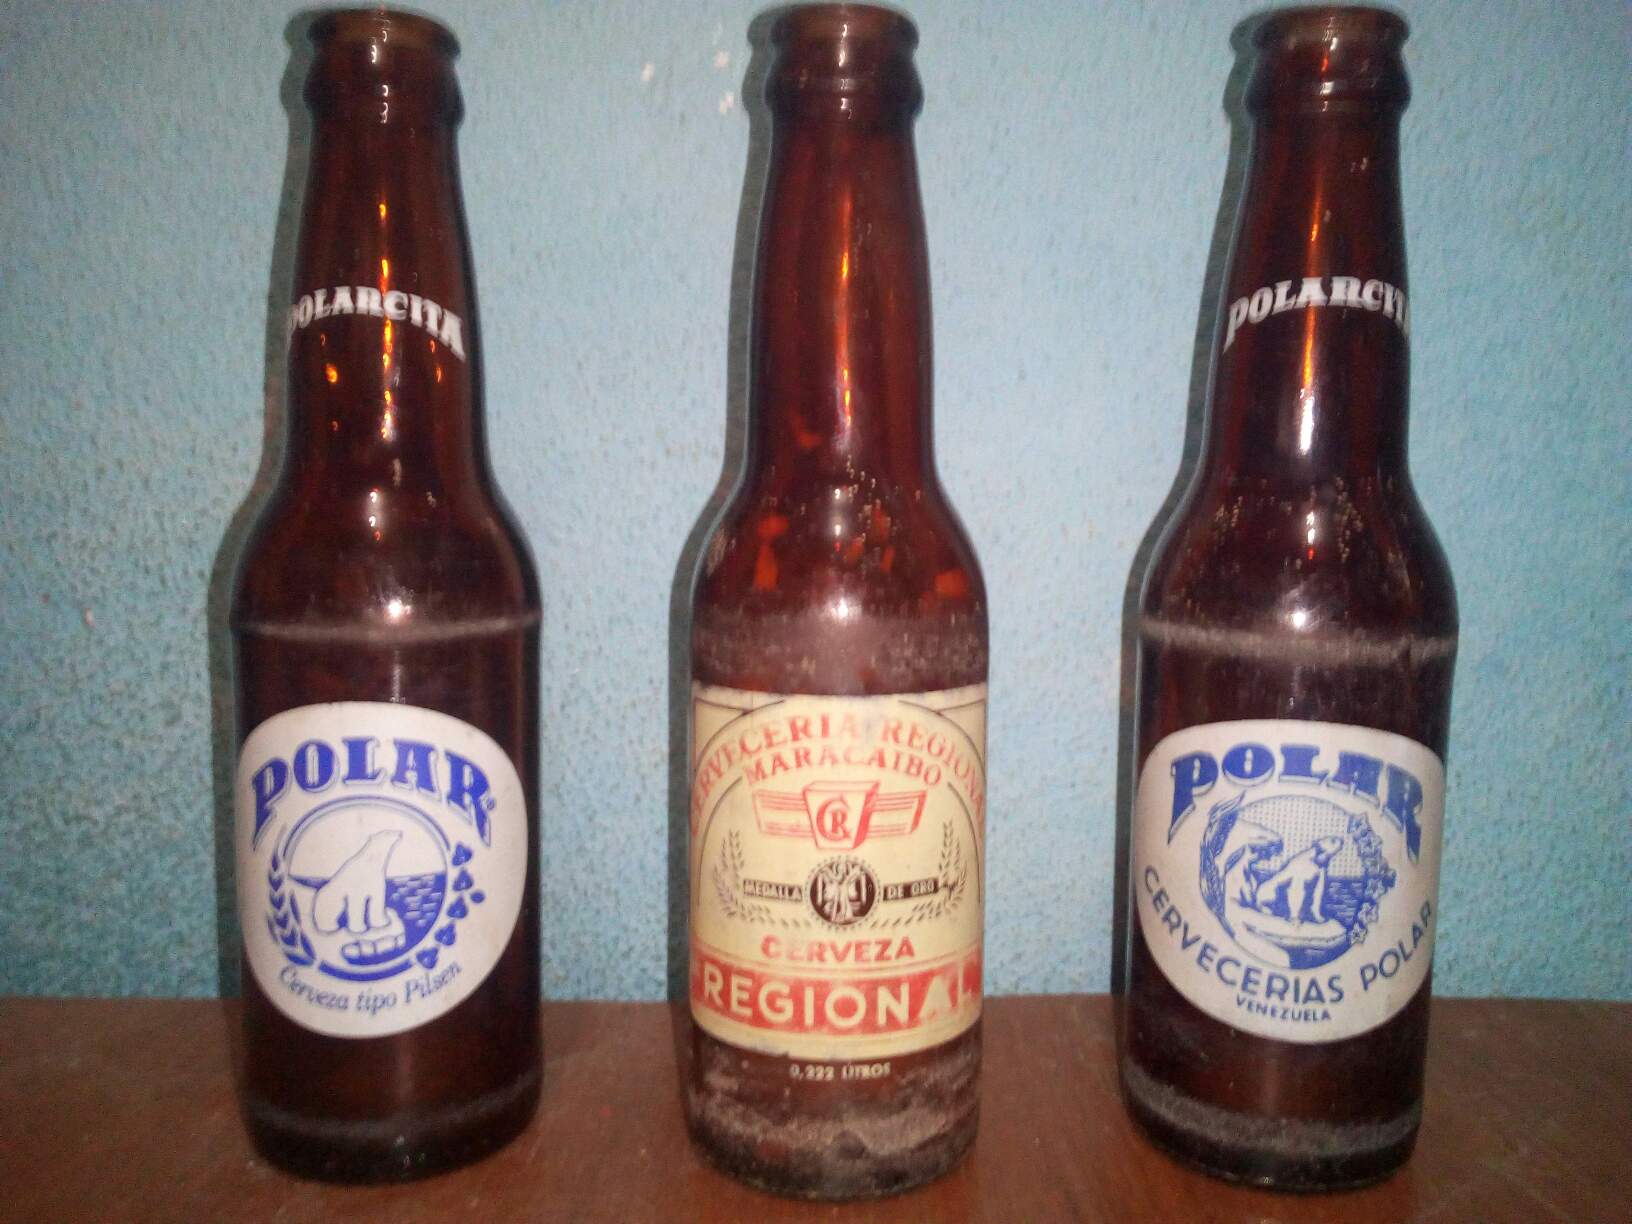 POLARCITA
POLAR®
Cerveza tipo Pilsen
CERVECERIA REGIONAL
MARACAIBO
CR
MEDALLA DE ORO
CERVEZA
REGIONAL
0,222 LITROS
POLARCIT
POLAR
CERVECERIAS POLAR
VENEZUELA